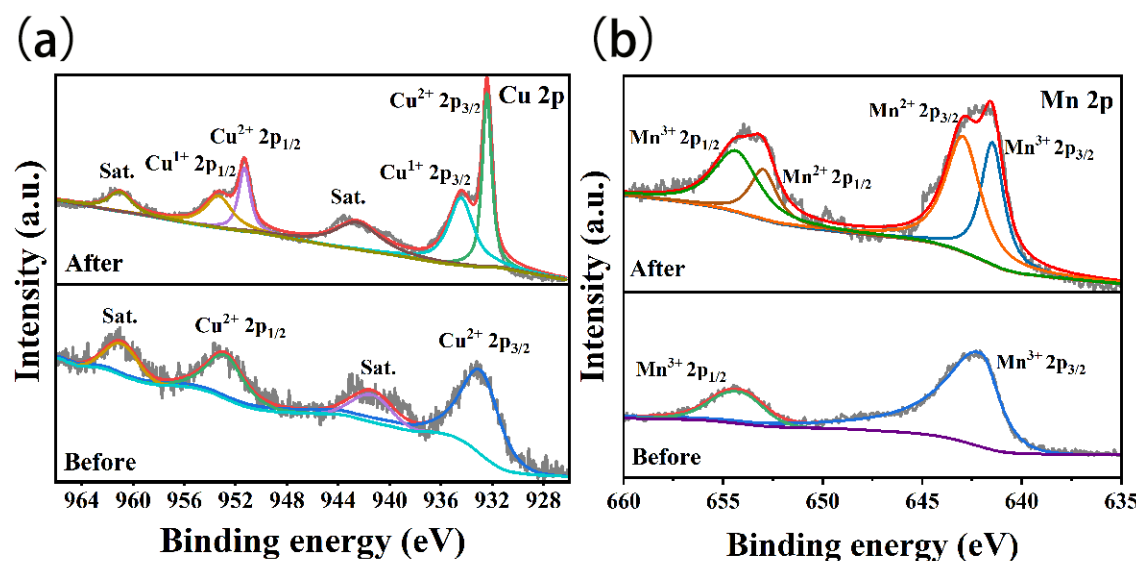 (a)
Cu 2p
Cu²⁺ 2p₃/₂
Cu²⁺ 2p₁/₂
Cu¹⁺ 2p₁/₂
Cu¹⁺ 2p₃/₂
Sat.
Sat.
After
Sat.
Cu²⁺ 2p₁/₂
Cu²⁺ 2p₃/₂
Sat.
Before
Intensity (a.u.)
964 960 956 952 948 944 940 936 932 928
Binding energy (eV)
(b)
Mn 2p
Mn²⁺ 2p₃/₂
Mn³⁺ 2p₁/₂
Mn³⁺ 2p₃/₂
Mn²⁺ 2p₁/₂
After
Mn³⁺ 2p₁/₂
Mn³⁺ 2p₃/₂
Before
Intensity (a.u.)
660 655 650 645 640 635
Binding energy (eV)